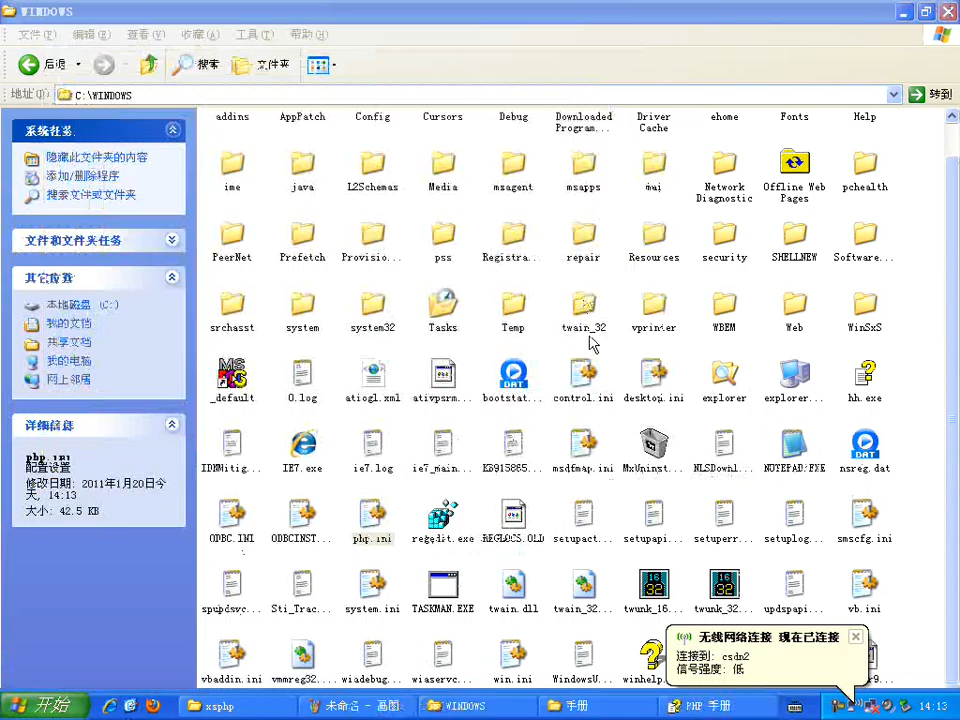 WINDOWS
文件(F) 编辑(E) 查看(V) 收藏(A) 工具(T) 帮助(H)
后退 搜索 文件夹
地址(D) C:\WINDOWS 转到
系统任务
隐藏此文件夹的内容
添加/删除程序
搜索文件或文件夹
文件和文件夹任务
其它位置
本地磁盘 (C:)
我的文档
共享文档
我的电脑
网上邻居
详细信息
php.ini
配置设置
修改日期: 2011年1月20日今
天, 14:13
大小: 42.5 KB
addins AppPatch Config Cursors Debug Downloaded Program... Driver Cache ehome Fonts Help
ime java L2Schemas Media msagent msapps mui Network Diagnostic Offline Web Pages pchealth
PeerNet Prefetch Provisio... pss Registra... repair Resources security SHELLNEW Software...
srchasst system system32 Tasks Temp twain_32 vprinter WBEM Web WinSxS
_default 0.log atiogl.xml ativpsrm... bootstat... control.ini desktop.ini explorer explorer... hh.exe
IDNMitig... IE7.exe ie7.log ie7_main... KB915865... msdfmap.ini MxUninst... NLSDownl... NOTEPAD.EXE nsreg.dat
ODBC.INI ODBCINST... php.ini regedit.exe REGLOCS.OLD setupact... setupapi... setuperr... setuplog... smscfg.ini
spupdsvc... Sti_Trac... system.ini TASKMAN.EXE twain.dll twain_32... twunk_16... twunk_32... updspapi... vb.ini
vbaddin.ini vmmreg32... wiadebug... wiaservc... win.ini Windows... winhelp...
无线网络连接 现在已连接
连接到: csdn2
信号强度: 低
开始 xsphp 未命名 - 画图 WINDOWS 手册 PHP 手册 14:13